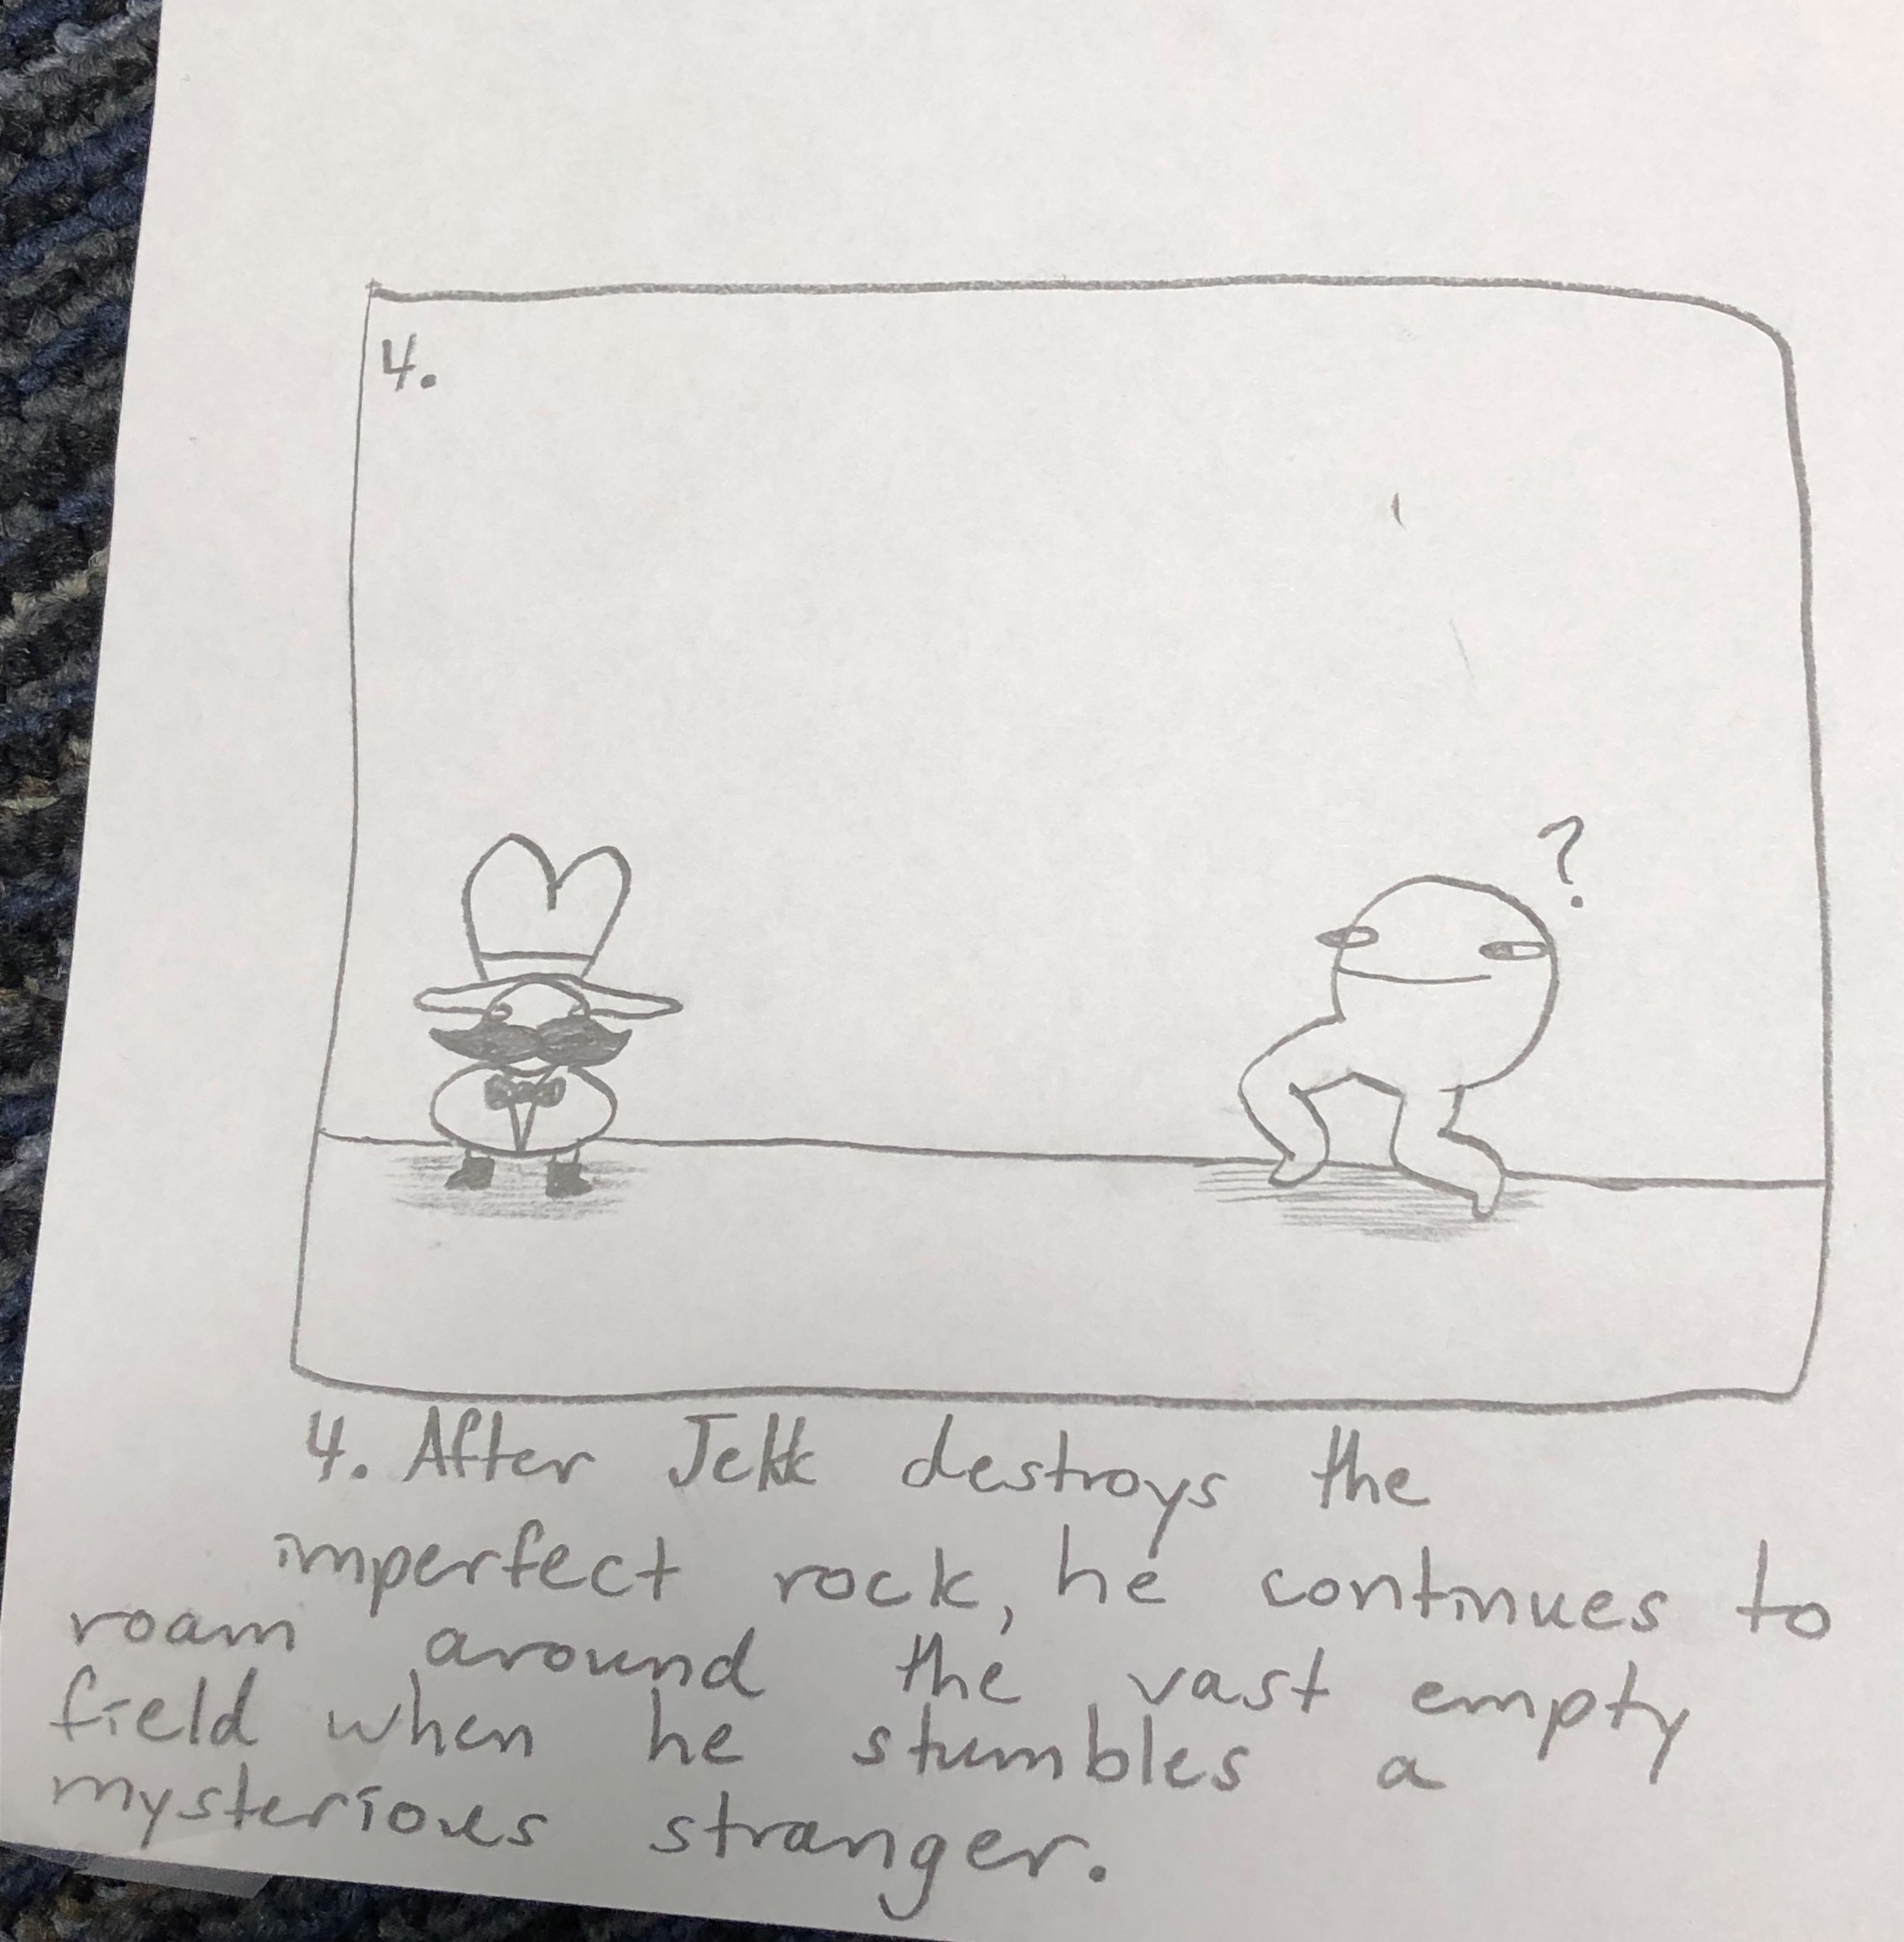 4.
?
4. After Jekk destroys the
imperfect rock, he continues to
roam around the vast empty
field when he stumbles a
mysterious stranger.